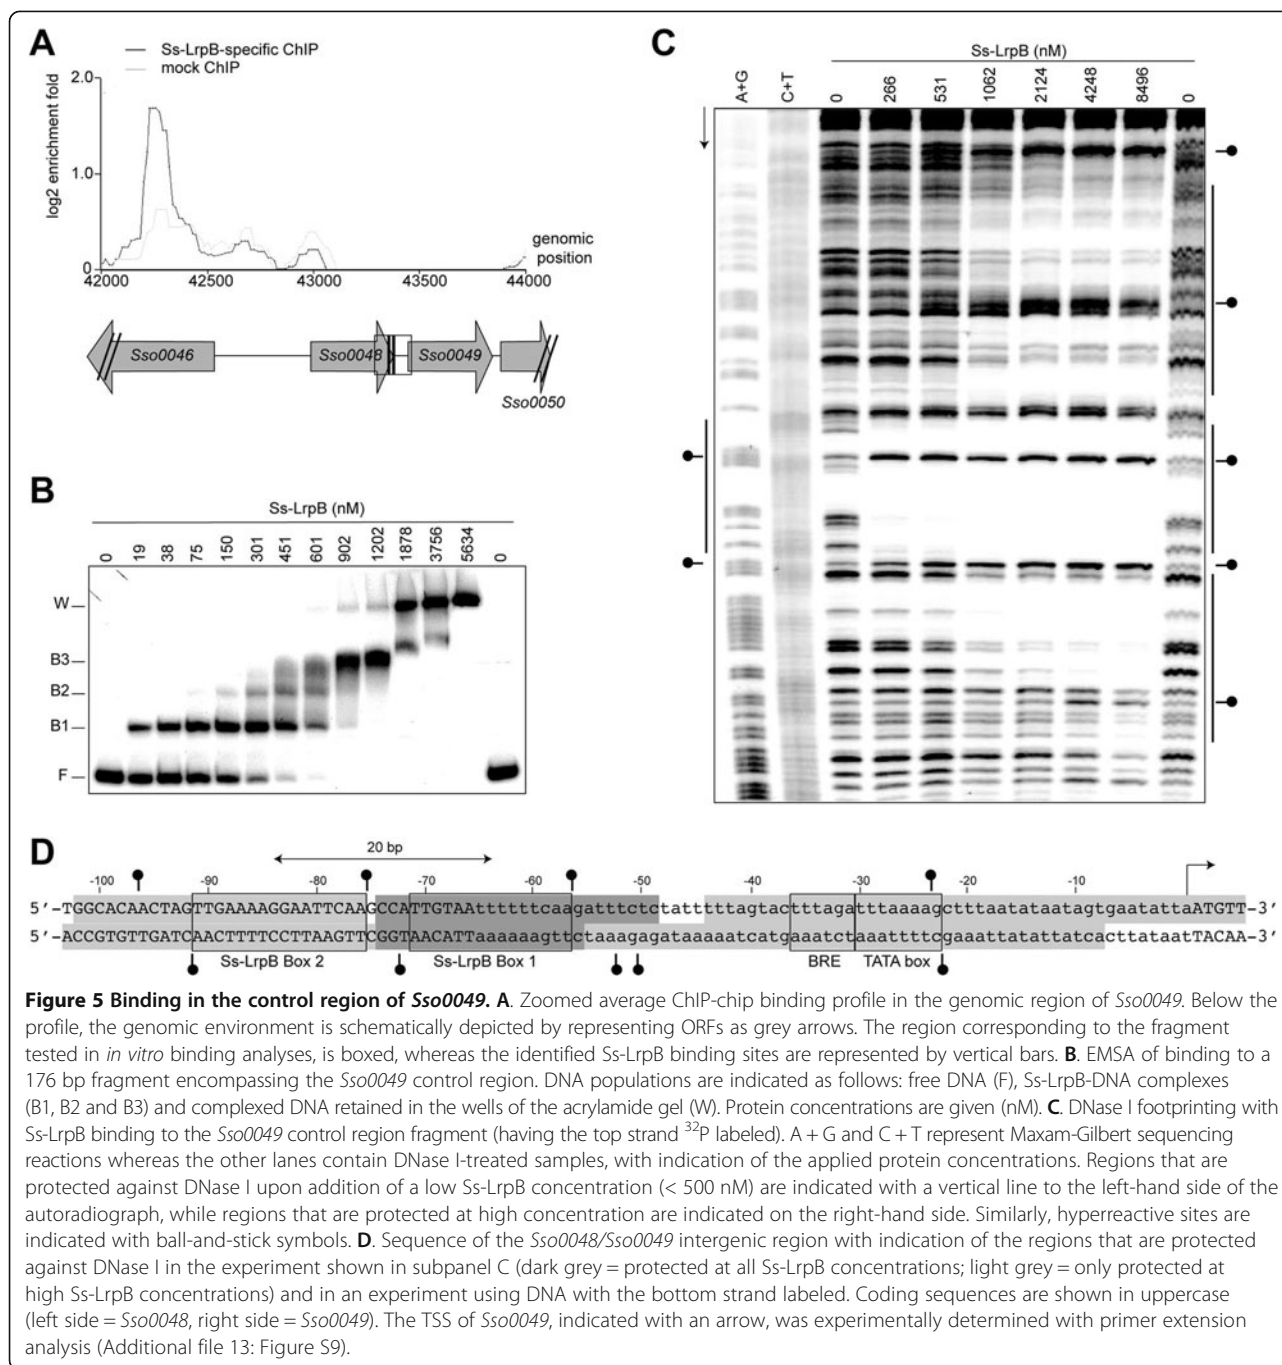 A
Ss-LrpB-specific ChIP
mock ChIP
log2 enrichment fold
2.0
1.0
0
42000 42500 43000 43500 44000
genomic
position
Sso0046 Sso0048 Sso0049
Sso0050
B
Ss-LrpB (nM)
0 19 38 75 150 301 451 601 902 1202 1878 3756 5634 0
W
B3
B2
B1
F
C
Ss-LrpB (nM)
A+G C+T 0 266 531 1062 2124 4248 8496 0
D
20 bp
-100 -90 -80 -70 -60 -50 -40 -30 -20 -10
5'-TGGCACAACTAGTTGAAAAGGAATTCAAGCCATTGTAAttttttcaagatttctctatttttttagtactttagatttaaaagctttaataataatagtgaatattaATGTT-3'
5'-ACCGTGTTGATCAACTTTTCCTTAAGTTCGGTAACATTaaaaaagttctaaagagataaaaaatcatgaaatctaaattttcgaaattatattatcacttataatTACAA-3'
Ss-LrpB Box 2 Ss-LrpB Box 1 BRE TATA box
Figure 5 Binding in the control region of Sso0049. A. Zoomed average ChIP-chip binding profile in the genomic region of Sso0049. Below the
profile, the genomic environment is schematically depicted by representing ORFs as grey arrows. The region corresponding to the fragment
tested in in vitro binding analyses, is boxed, whereas the identified Ss-LrpB binding sites are represented by vertical bars. B. EMSA of binding to a
176 bp fragment encompassing the Sso0049 control region. DNA populations are indicated as follows: free DNA (F), Ss-LrpB-DNA complexes
(B1, B2 and B3) and complexed DNA retained in the wells of the acrylamide gel (W). Protein concentrations are given (nM). C. DNase I footprinting with
Ss-LrpB binding to the Sso0049 control region fragment (having the top strand 32P labeled). A + G and C + T represent Maxam-Gilbert sequencing
reactions whereas the other lanes contain DNase I-treated samples, with indication of the applied protein concentrations. Regions that are
protected against DNase I upon addition of a low Ss-LrpB concentration (< 500 nM) are indicated with a vertical line to the left-hand side of the
autoradiograph, while regions that are protected at high concentration are indicated on the right-hand side. Similarly, hyperreactive sites are
indicated with ball-and-stick symbols. D. Sequence of the Sso0048/Sso0049 intergenic region with indication of the regions that are protected
against DNase I in the experiment shown in subpanel C (dark grey = protected at all Ss-LrpB concentrations; light grey = only protected at
high Ss-LrpB concentrations) and in an experiment using DNA with the bottom strand labeled. Coding sequences are shown in uppercase
(left side = Sso0048, right side = Sso0049). The TSS of Sso0049, indicated with an arrow, was experimentally determined with primer extension
analysis (Additional file 13: Figure S9).